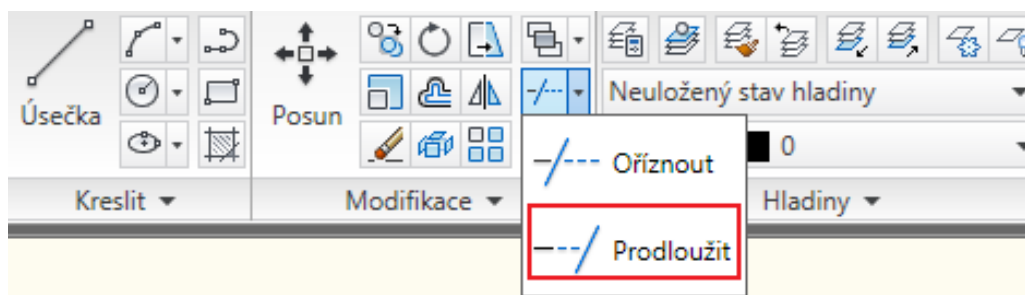 Úsečka
Posun
Neuložený stav hladiny
0
Oříznout
Kreslit
Modifikace
Hladiny
Prodloužit